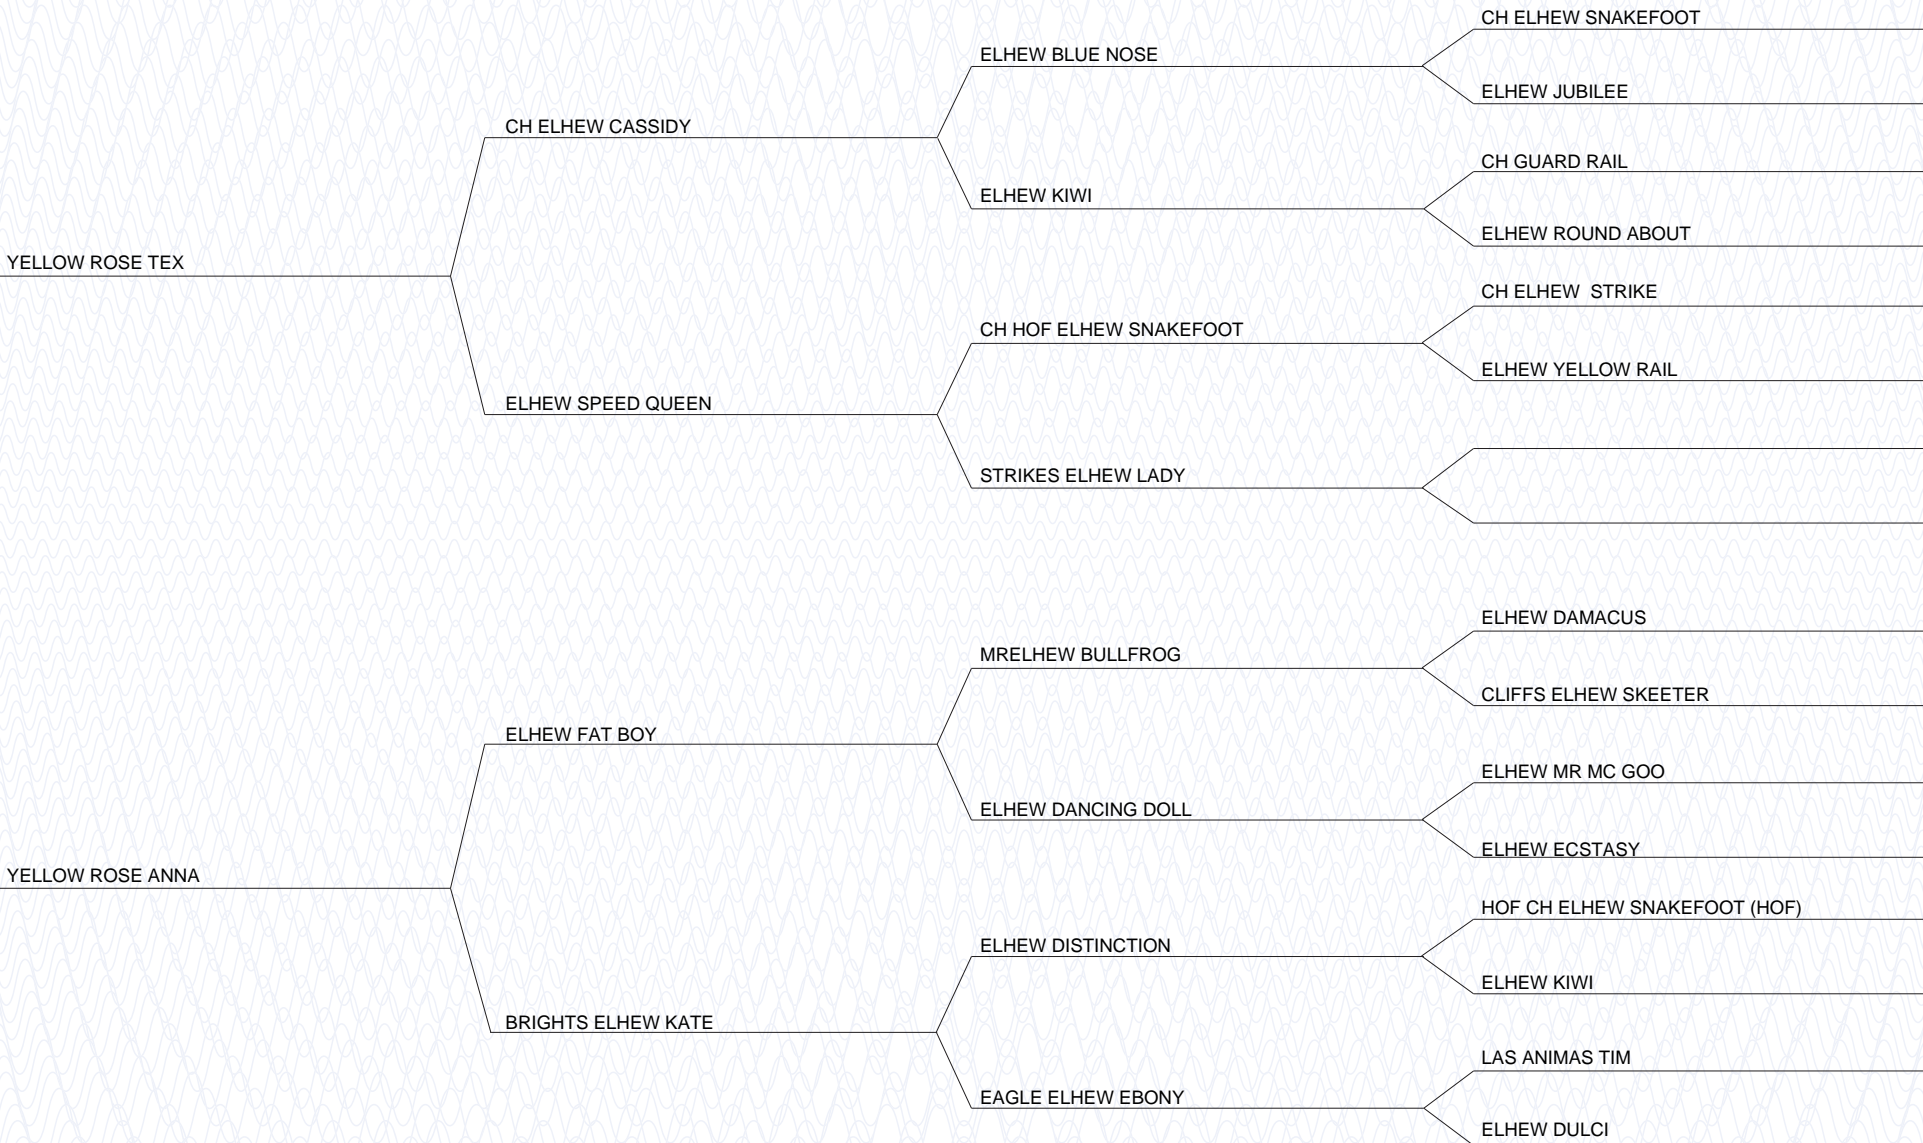 CH ELHEW SNAKEFOOT
ELHEW BLUE NOSE
ELHEW JUBILEE
CH ELHEW CASSIDY
CH GUARD RAIL
ELHEW KIWI
ELHEW ROUND ABOUT
YELLOW ROSE TEX
CH ELHEW  STRIKE
CH HOF ELHEW SNAKEFOOT
ELHEW YELLOW RAIL
ELHEW SPEED QUEEN
STRIKES ELHEW LADY
ELHEW DAMACUS
MRELHEW BULLFROG
CLIFFS ELHEW SKEETER
ELHEW FAT BOY
ELHEW MR MC GOO
ELHEW DANCING DOLL
ELHEW ECSTASY
YELLOW ROSE ANNA
HOF CH ELHEW SNAKEFOOT (HOF)
ELHEW DISTINCTION
ELHEW KIWI
BRIGHTS ELHEW KATE
LAS ANIMAS TIM
EAGLE ELHEW EBONY
ELHEW DULCI